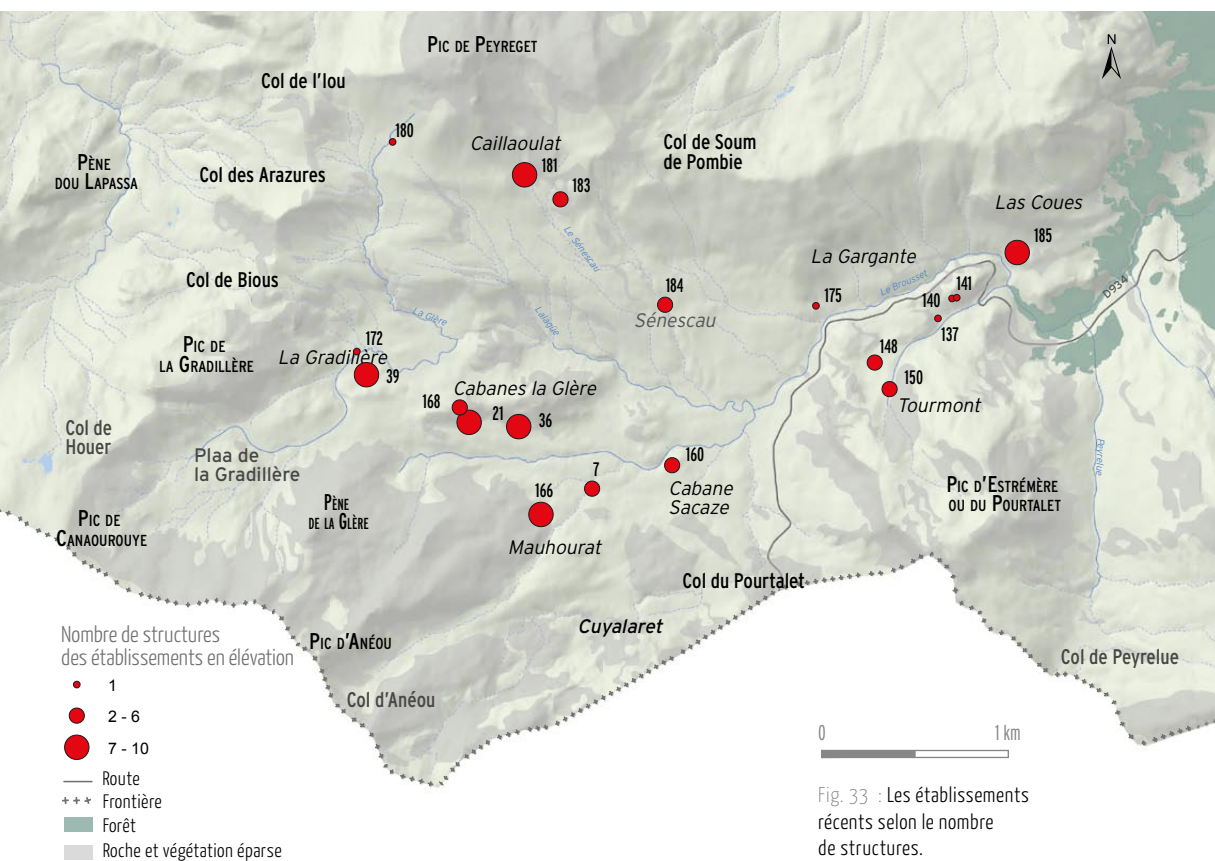 Pic de Peyreget
N
Col de l'Iou
180
Caillaoulat
Col de Soum
de Pombie
Pène
dou Lapassa
Col des Arazures
181
183
Las Coues
185
Le Sénescau
La Gargante
Le Brousset
Col de Bious
184
175
140
141
D934
Sénescau
137
La Glère
Lalagüe
Pic de
la Gradillère
172
La Gradillère
39
148
150
Tourmont
Cabanes la Glère
168
21
36
Col de
Houer
Plaa de
la Gradillère
Peyrelue
7
160
Cabane
Sacaze
Pic d'Estrémère
ou du Pourtalet
Pène
de la Glère
166
Pic de
Canaourouye
Mauhourat
Col du Pourtalet
Cuyalaret
Pic d'Anéou
Col de Peyrelue
Col d'Anéou
Nombre de structures
des établissements en élévation
1
2 - 6
7 - 10
Route
Frontière
Forêt
Roche et végétation éparse
0 1 km
Fig. 33 : Les établissements
récents selon le nombre
de structures.